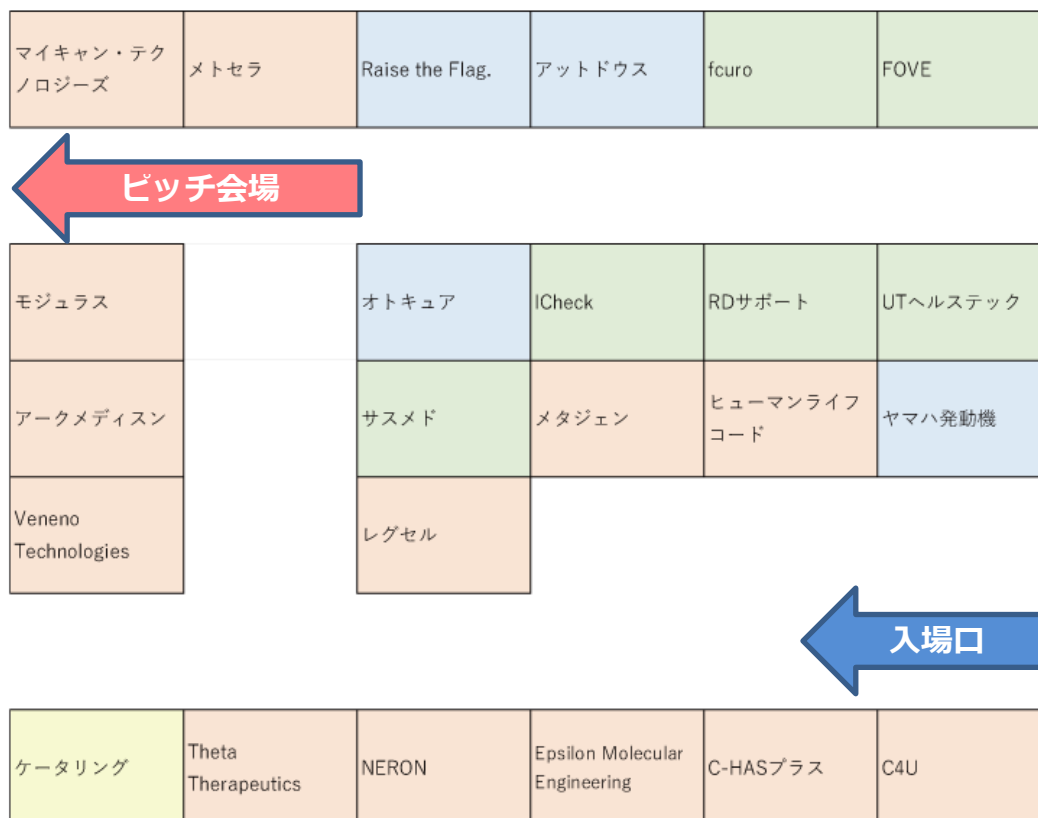 マイキャン・テク
ノロジーズ
メトセラ
Raise the Flag.
アットドウス
fcuro
FOVE
ピッチ会場
モジュラス
オトキュア
ICheck
RDサポート
UTヘルステック
アークメディスン
サスメド
メタジェン
ヒューマンライフ
コード
ヤマハ発動機
Veneno
Technologies
レグセル
入場口
ケータリング
Theta
Therapeutics
NERON
Epsilon Molecular
Engineering
C-HASプラス
C4U